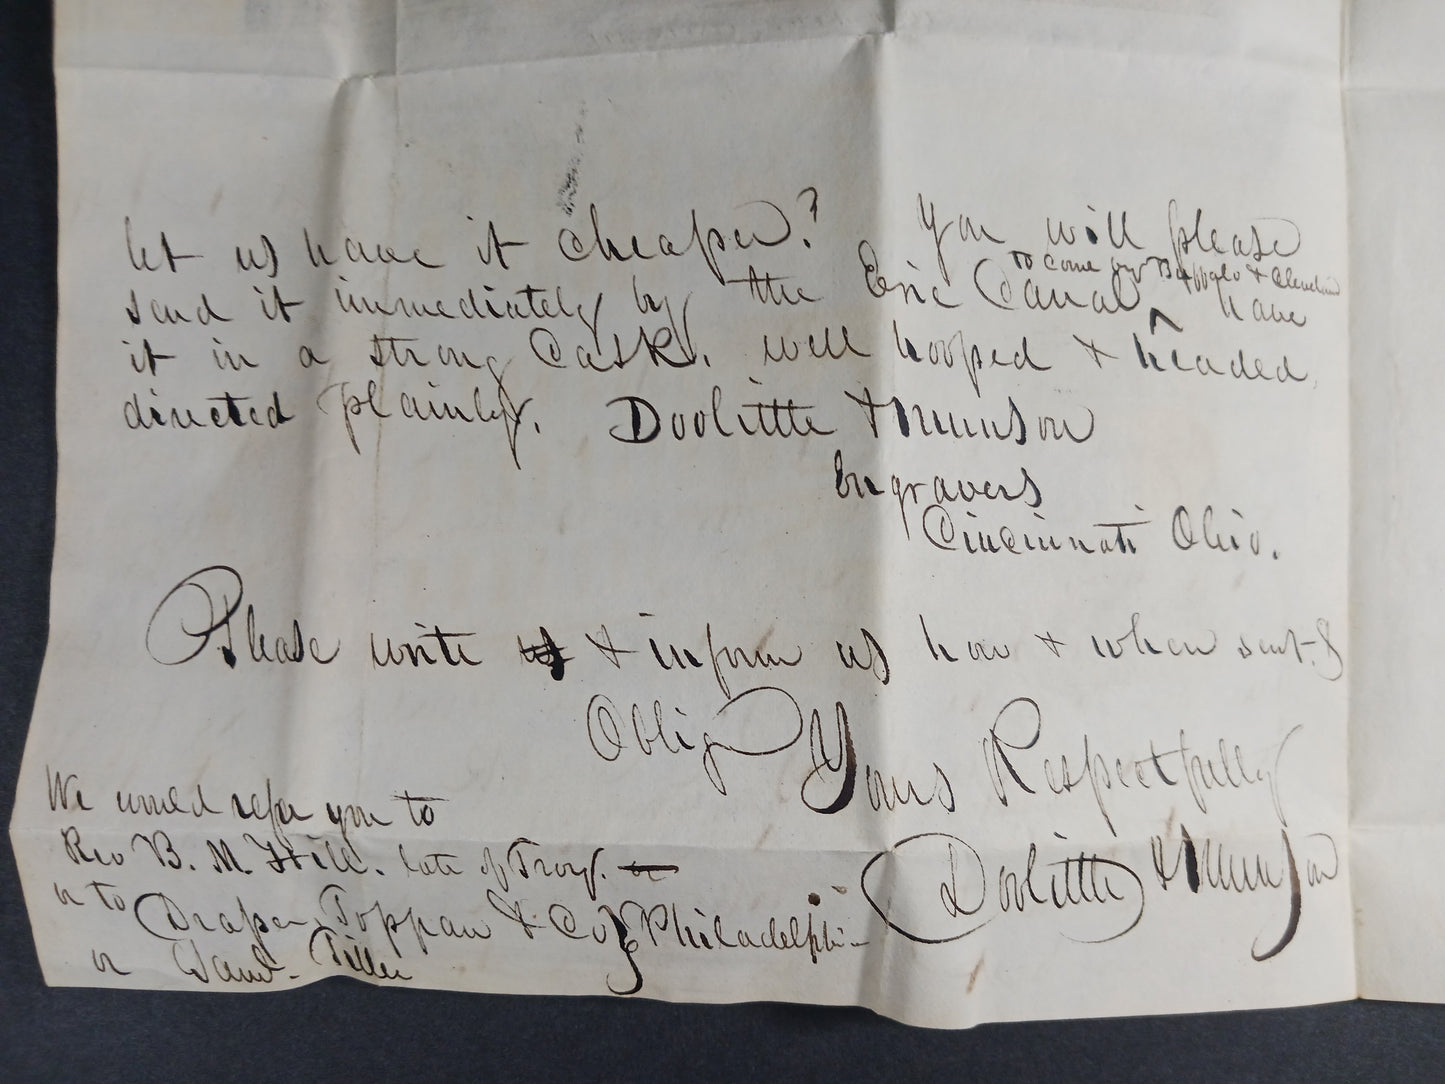 let us have it cheaper? You will please
to come by Buffalo & Cleveland
send it immediately by the Erie Canal ^ have
it in a strong Cask. well hooped & headed,
directed plainly. Doolittle & Munson
Engravers
Cincinnati Ohio.
Please write & inform us how & when sent. &
Oblig
Yours Respectfully
Doolittle & Munson
We would refer you to
Rev B. M. Hill. late of Troy.
or to Draper, Toppan & Co Philadelphia
or Saml. Tiller